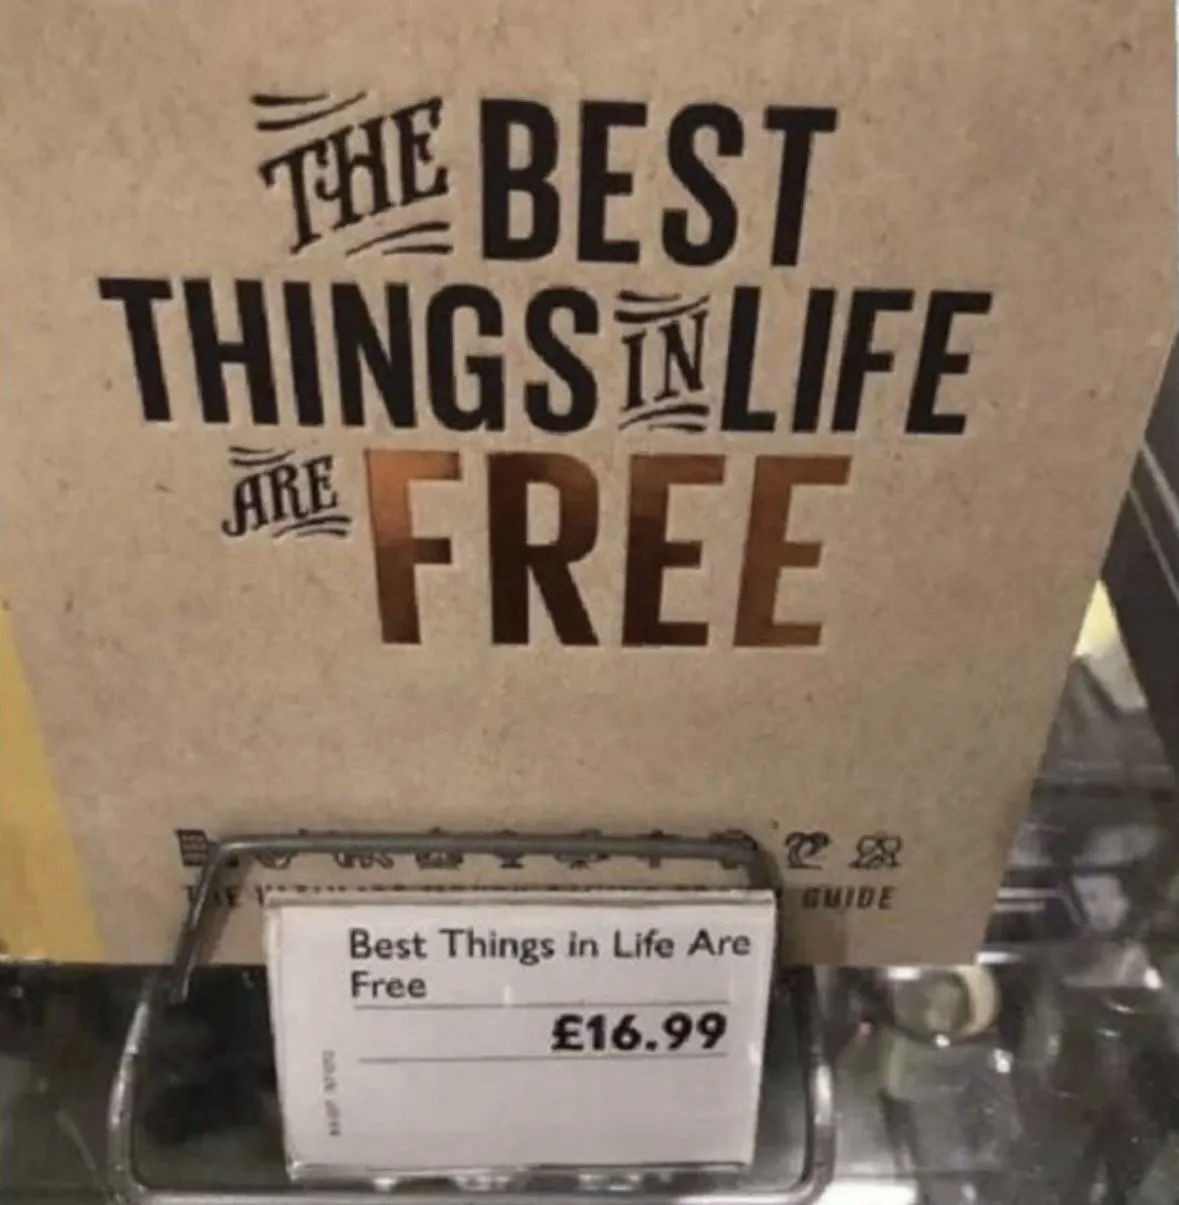 THE BEST
THINGS IN LIFE
ARE FREE
GUIDE
Best Things in Life Are
Free
£16.99